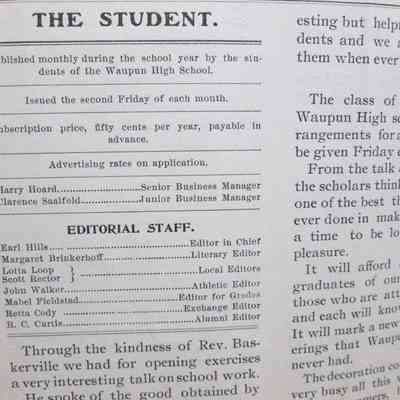 THE STUDENT.
blished monthly during the school year by the stu-
dents of the Waupun High School.
Issued the second Friday of each month.
ubscription price, fifty cents per year, payable in
advance.
Advertising rates on application.
Harry Hoard..........Senior Business Manager
Clarence Saalfeld..........Junior Business Manager
EDITORIAL STAFF.
Earl Hills..........Editor in Chief
Margaret Brinkerhoff..........Literary Editor
Lotta Loop
Scott Rector } ..........Local Editors
John Walker..........Athletic Editor
Mabel Fieldstad..........Editor for Grades
Retta Cody..........Exchange Editor
B. C. Curtis..........Alumni Editor
Through the kindness of Rev. Bas-
kerville we had for opening exercises
a very interesting talk on school work.
He spoke of the good obtained by
esting but helpf
dents and we a
them when ever
The class of
Waupun High sc
rangements for a
be given Friday e
From the talk a
the scholars think
one of the best th
ever done in mak
a time to be lo
pleasure.
It will afford
graduates of our
those who are att
and each will know
It will mark a new
erings that Waupu
never had.
The decoration co
very busy all this w